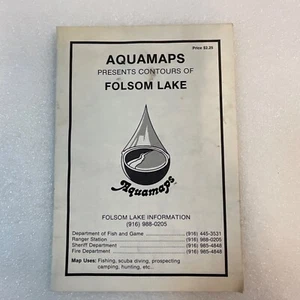 Price $2.25
AQUAMAPS
PRESENTS CONTOURS OF
FOLSOM LAKE
Aquamaps
FOLSOM LAKE INFORMATION
(916) 988-0205
Department of Fish and Game (916) 445-3531
Ranger Station (916) 988-0205
Sheriff Department (916) 985-4848
Fire Department (916) 985-4848
Map Uses: Fishing, scuba diving, prospecting
camping, hunting, etc..